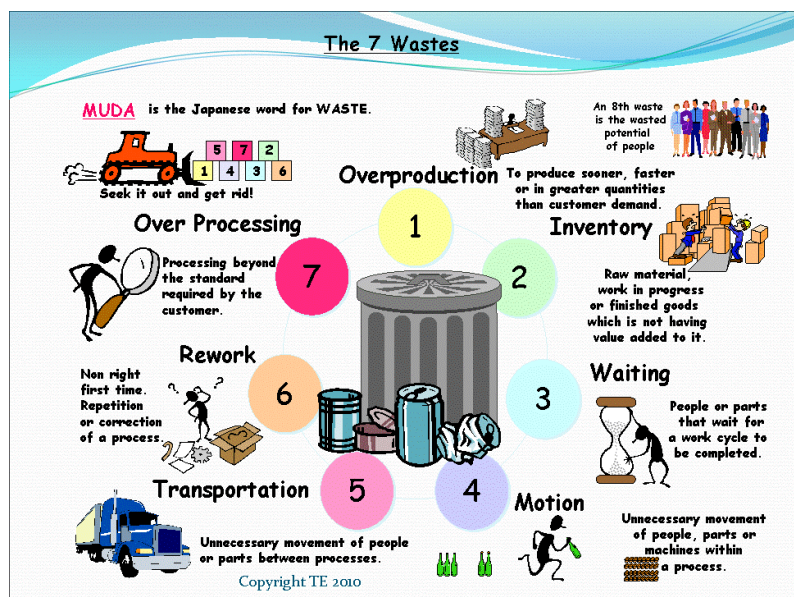 The 7 Wastes
MUDA is the Japanese word for WASTE.
5 7 2
1 4 3 6
Seek it out and get rid!
An 8th waste
is the wasted
potential
of people
Overproduction
To produce sooner, faster
or in greater quantities
than customer demand.
1
Inventory
Raw material,
work in progress
or finished goods
which is not having
value added to it.
2
Waiting
People or parts
that wait for
a work cycle to
be completed.
3
Motion
Unnecessary movement
of people, parts or
machines within
a process.
4
Transportation
Unnecessary movement of people
or parts between processes.
5
Rework
Non right
first time.
Repetition
or correction
of a process.
6
Over Processing
Processing beyond
the standard
required by the
customer.
7
Copyright TE 2010